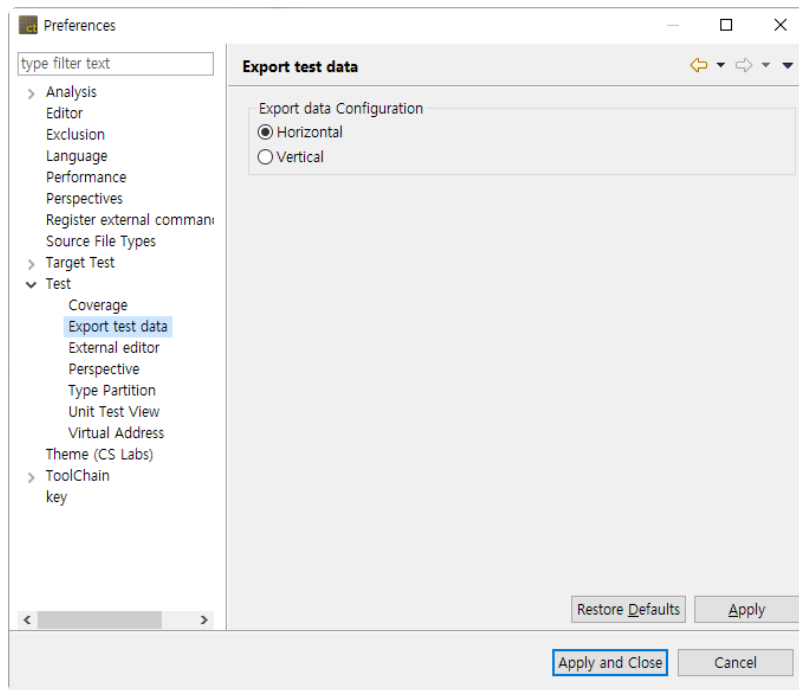 ct Preferences
type filter text
Export test data
Analysis
Editor
Exclusion
Language
Performance
Perspectives
Register external comman
Source File Types
Target Test
Test
Coverage
Export test data
External editor
Perspective
Type Partition
Unit Test View
Virtual Address
Theme (CS Labs)
ToolChain
key
Export data Configuration
Horizontal
Vertical
Restore Defaults
Apply
Apply and Close
Cancel